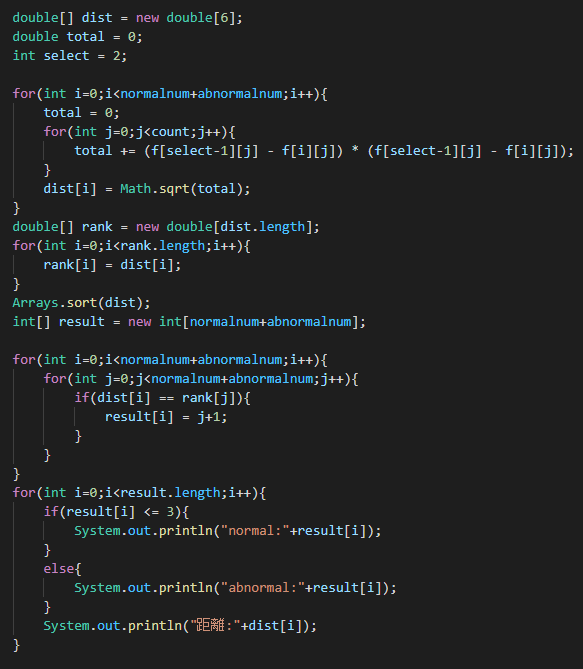 double[] dist = new double[6];
double total = 0;
int select = 2;

for(int i=0;i<normalnum+abnormalnum;i++){
    total = 0;
    for(int j=0;j<count;j++){
        total += (f[select-1][j] - f[i][j]) * (f[select-1][j] - f[i][j]);
    }
    dist[i] = Math.sqrt(total);
}
double[] rank = new double[dist.length];
for(int i=0;i<rank.length;i++){
    rank[i] = dist[i];
}
Arrays.sort(dist);
int[] result = new int[normalnum+abnormalnum];

for(int i=0;i<normalnum+abnormalnum;i++){
    for(int j=0;j<normalnum+abnormalnum;j++){
        if(dist[i] == rank[j]){
            result[i] = j+1;
        }
    }
}
for(int i=0;i<result.length;i++){
    if(result[i] <= 3){
        System.out.println("normal:"+result[i]);
    }
    else{
        System.out.println("abnormal:"+result[i]);
    }
    System.out.println("距離:"+dist[i]);
}